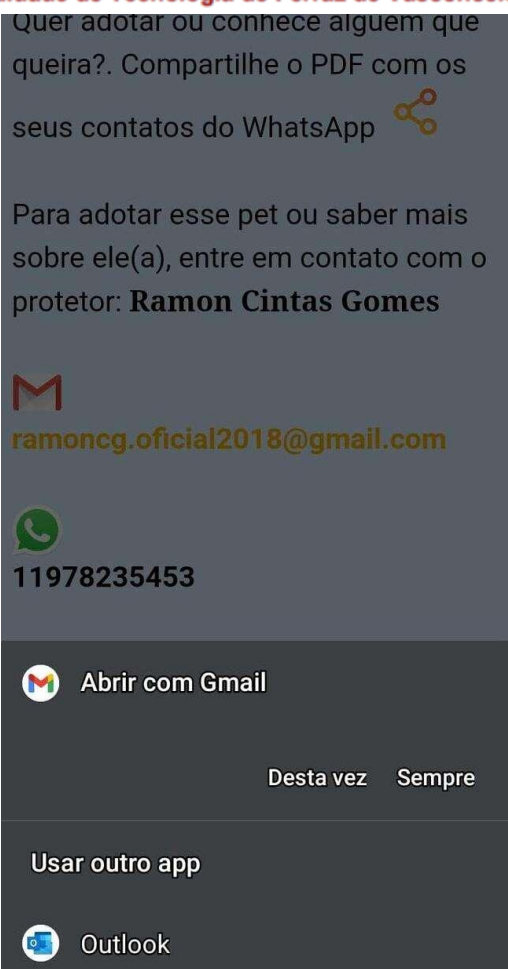 Quer adotar ou conhece alguém que
queira?. Compartilhe o PDF com os
seus contatos do WhatsApp
Para adotar esse pet ou saber mais
sobre ele(a), entre em contato com o
protetor: Ramon Cintas Gomes
ramoncg.oficial2018@gmail.com
11978235453
Abrir com Gmail
Desta vez Sempre
Usar outro app
Outlook